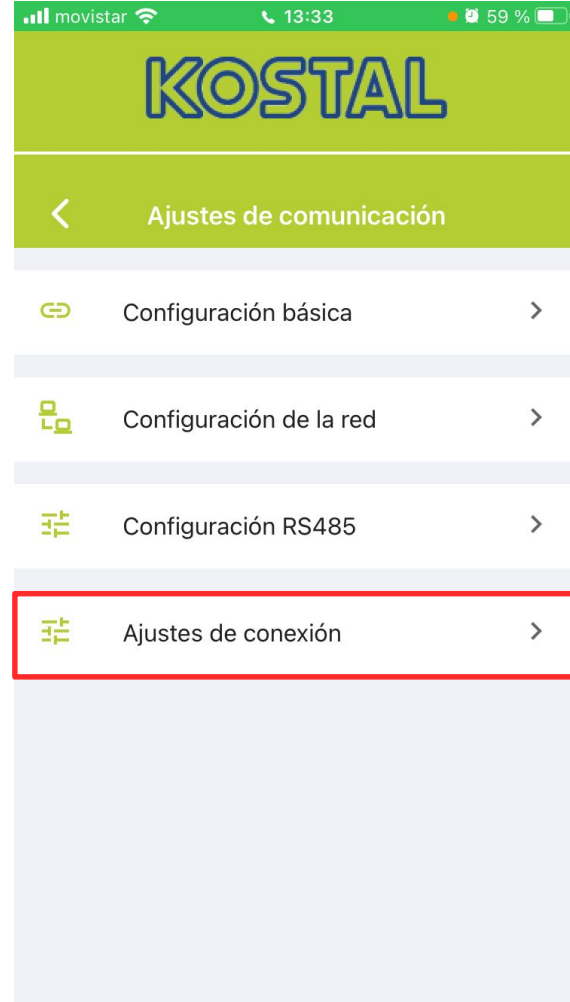 movistar 13:33 59 %
KOSTAL
Ajustes de comunicación
Configuración básica
Configuración de la red
Configuración RS485
Ajustes de conexión